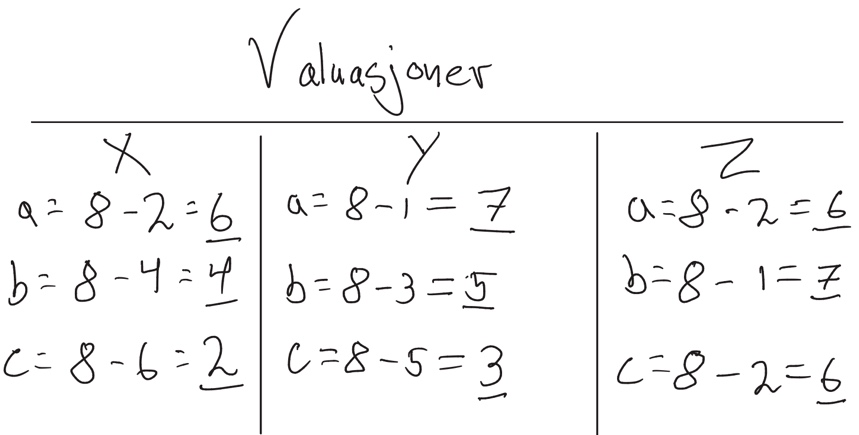 Valuasjoner
X Y Z
a = 8 - 2 = 6 a = 8 - 1 = 7 a = 8 - 2 = 6
b = 8 - 4 = 4 b = 8 - 3 = 5 b = 8 - 1 = 7
c = 8 - 6 = 2 c = 8 - 5 = 3 c = 8 - 2 = 6